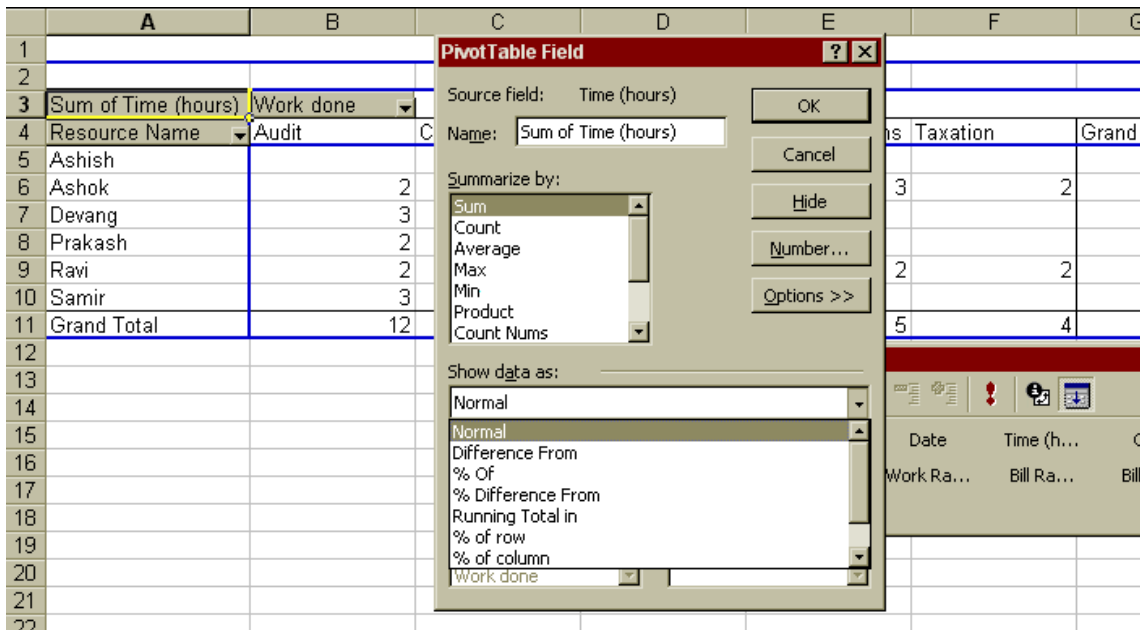 A B C D E F G
1
PivotTable Field ?
2
3 Sum of Time (hours) Work done
4 Resource Name Audit C ns Taxation Grand
5 Ashish
6 Ashok 2 3 2
7 Devang 3
8 Prakash 2
9 Ravi 2 2 2
10 Samir 3
11 Grand Total 12 5 4
12
13
14
15
16
17
18
19
20
21
22
Source field: Time (hours)
Name: Sum of Time (hours)
Summarize by:
Sum
Count
Average
Max
Min
Product
Count Nums
OK
Cancel
Hide
Number...
Options >>
Show data as:
Normal
Normal
Difference From
% Of
% Difference From
Running Total in
% of row
% of column
Work done
Date Time (h...
Work Ra... Bill Ra... Bill